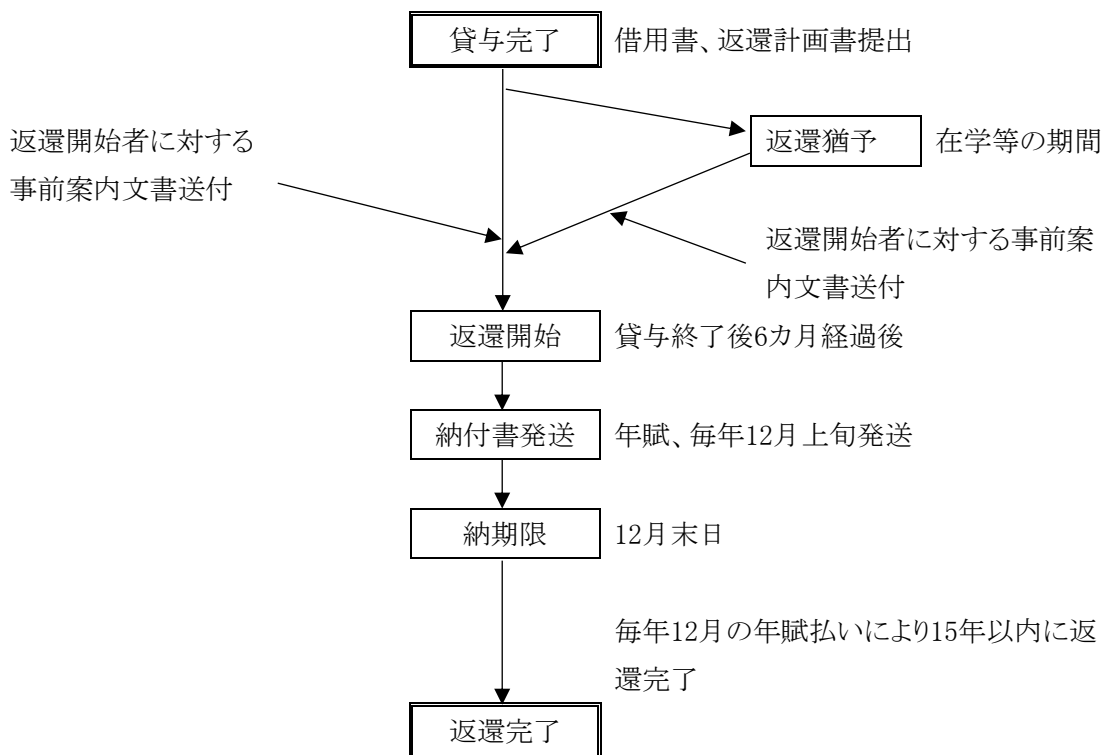 貸与完了
借用書、返還計画書提出
返還開始者に対する
事前案内文書送付
返還猶予
在学等の期間
返還開始者に対する事前案
内文書送付
返還開始
貸与終了後6カ月経過後
納付書発送
年賦、毎年12月上旬発送
納期限
12月末日
毎年12月の年賦払いにより15年以内に返
還完了
返還完了